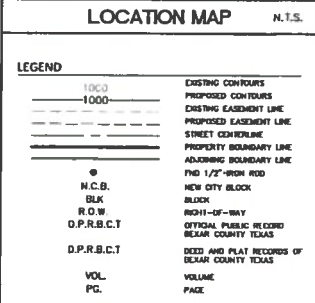 LOCATION MAP N.T.S.
LEGEND
1000 EXISTING CONTOURS
1000 PROPOSED CONTOURS
EXISTING EASEMENT LINE
PROPOSED EASEMENT LINE
STREET CENTERLINE
PROPERTY BOUNDARY LINE
ADJOINING BOUNDARY LINE
FND 1/2"-IRON ROD
N.C.B. NEW CITY BLOCK
BLK BLOCK
R.O.W. RIGHT-OF-WAY
O.P.R.B.C.T OFFICIAL PUBLIC RECORD
BEXAR COUNTY TEXAS
D.P.R.B.C.T DEED AND PLAT RECORDS OF
BEXAR COUNTY TEXAS
VOL. VOLUME
PG. PAGE